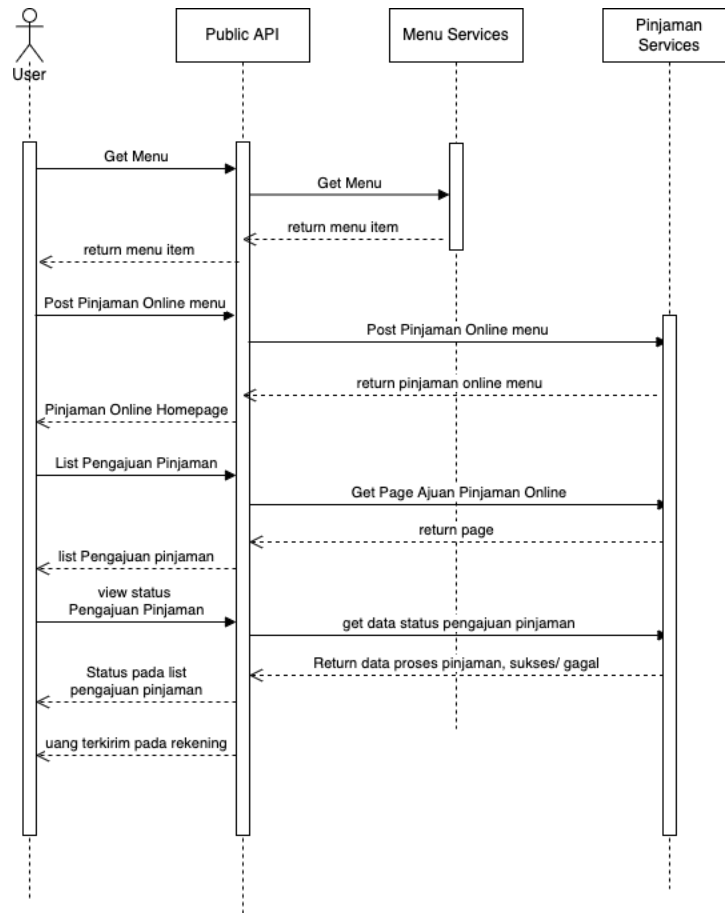 Public API
Menu Services
Pinjaman
Services
User
Get Menu
Get Menu
return menu item
return menu item
Post Pinjaman Online menu
Post Pinjaman Online menu
return pinjaman online menu
Pinjaman Online Homepage
List Pengajuan Pinjaman
Get Page Ajuan Pinjaman Online
return page
list Pengajuan pinjaman
view status
Pengajuan Pinjaman
get data status pengajuan pinjaman
Return data proses pinjaman, sukses/ gagal
Status pada list
pengajuan pinjaman
uang terkirim pada rekening